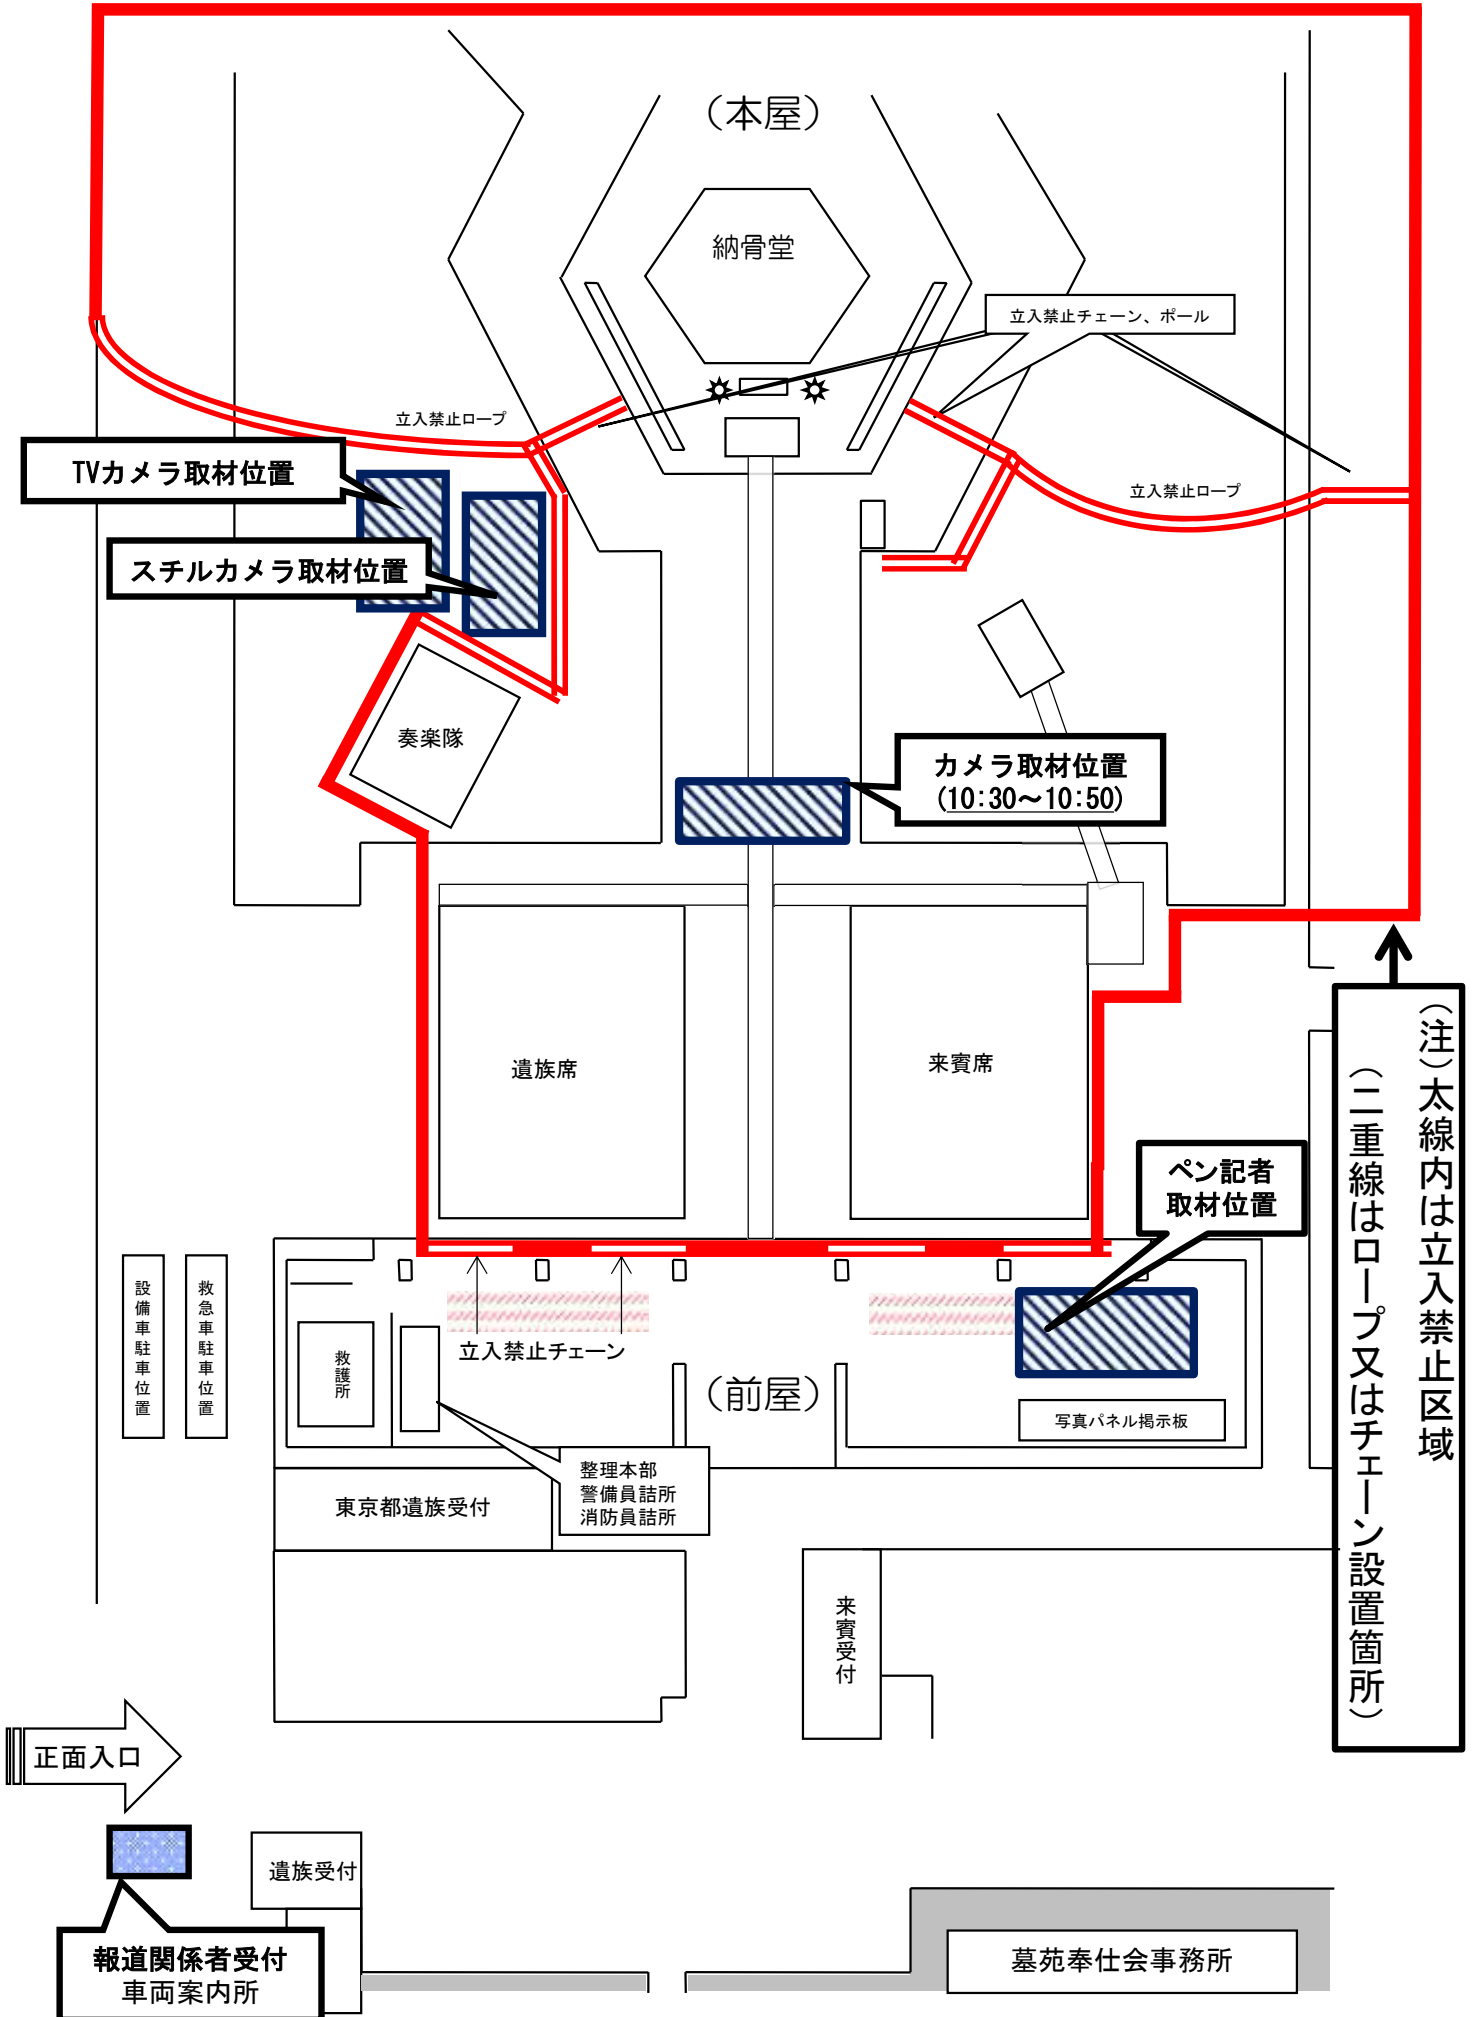 （本屋）
納骨堂
立入禁止チェーン、ポール
立入禁止ロープ
立入禁止ロープ
TVカメラ取材位置
スチルカメラ取材位置
奏楽隊
カメラ取材位置
(10:30～10:50)
遺族席
来賓席
（注）太線内は立入禁止区域
（二重線はロープ又はチェーン設置箇所）
ペン記者
取材位置
設備車駐車位置
救急車駐車位置
救護所
立入禁止チェーン
（前屋）
写真パネル掲示板
整理本部
警備員詰所
消防員詰所
東京都遺族受付
来賓受付
正面入口
遺族受付
報道関係者受付
車両案内所
墓苑奉仕会事務所